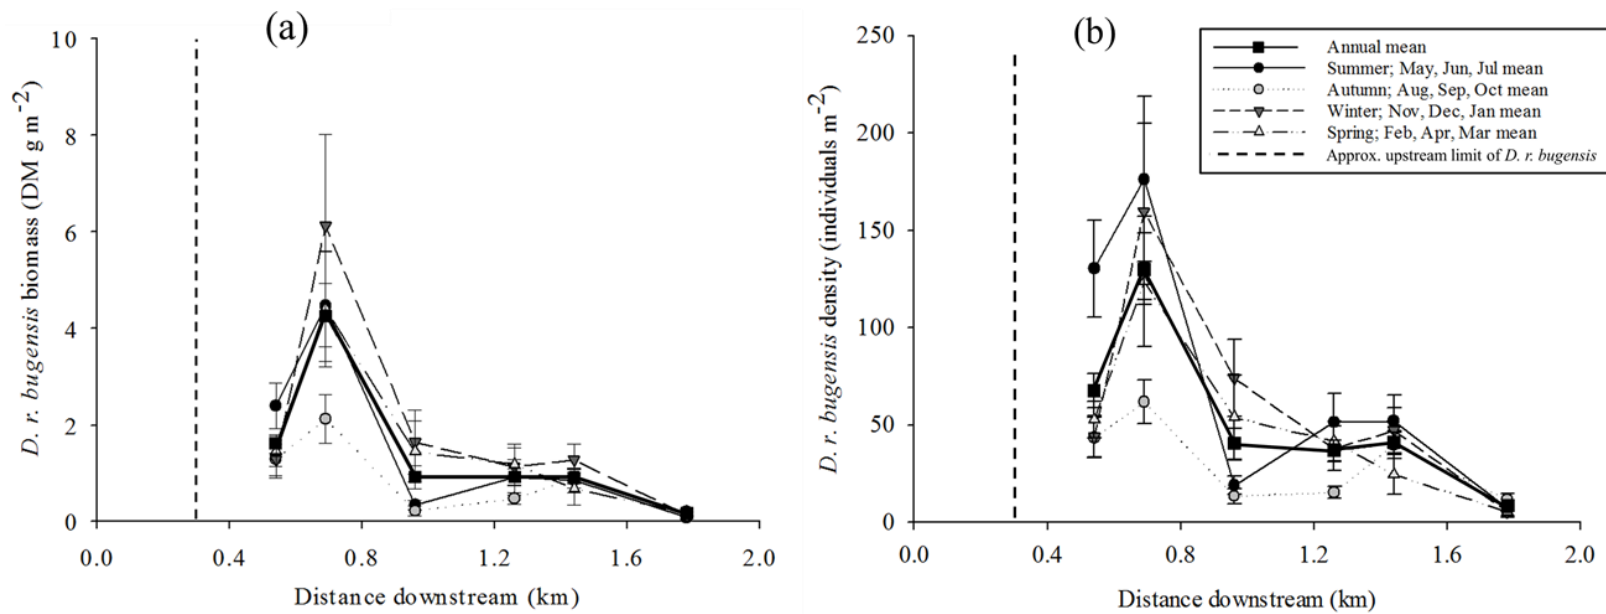 (a)
D. r. bugensis biomass (DM g m-2)
10
8
6
4
2
0
0.0 0.4 0.8 1.2 1.6 2.0
Distance downstream (km)
(b)
D. r. bugensis density (individuals m-2)
250
200
150
100
50
0
0.0 0.4 0.8 1.2 1.6 2.0
Distance downstream (km)
Annual mean
Summer; May, Jun, Jul mean
Autumn; Aug, Sep, Oct mean
Winter; Nov, Dec, Jan mean
Spring; Feb, Apr, Mar mean
Approx. upstream limit of D. r. bugensis